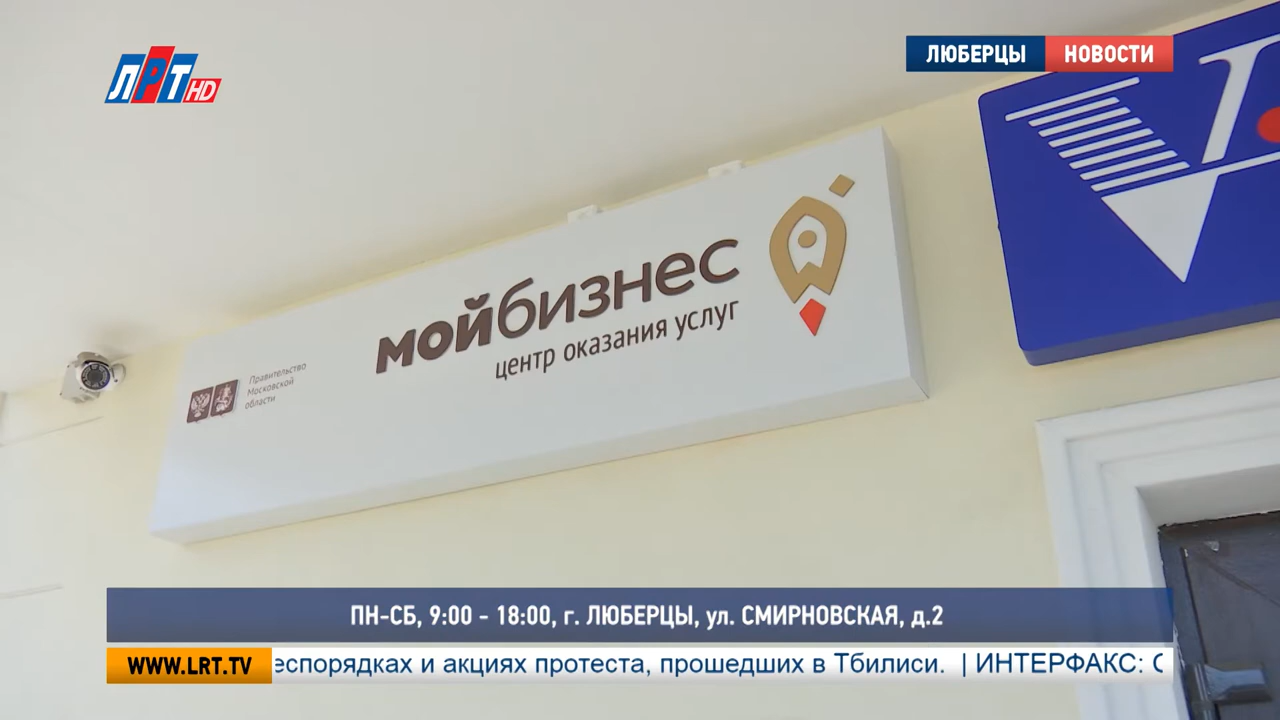 ЛРТ HD
ЛЮБЕРЦЫ НОВОСТИ
мойбизнес
центр оказания услуг
Правительство
Московской
области
ПН-СБ, 9:00 - 18:00, г. ЛЮБЕРЦЫ, ул. СМИРНОВСКАЯ, д.2
WWW.LRT.TV еспорядках и акциях протеста, прошедших в Тбилиси. | ИНТЕРФАКС: С